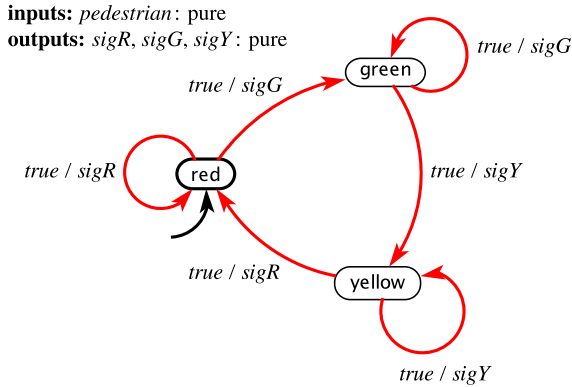 inputs: pedestrian: pure
outputs: sigR, sigG, sigY: pure
true / sigG
green
true / sigG
true / sigR
red
true / sigY
true / sigR
yellow
true / sigY